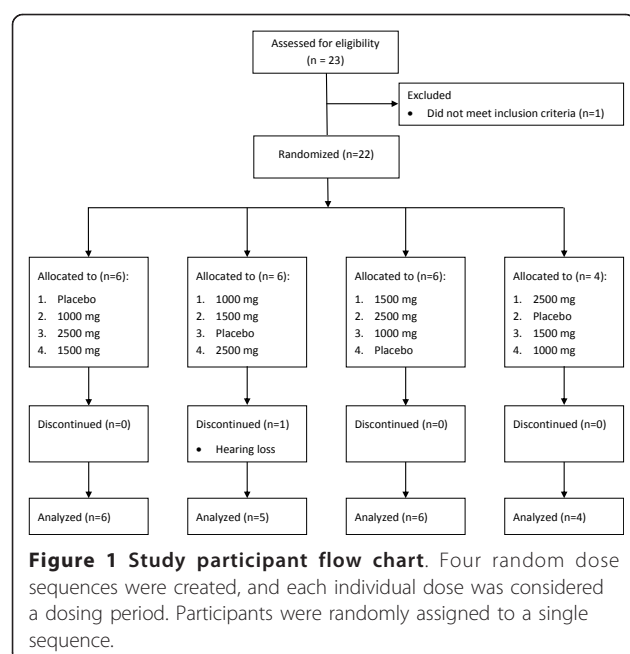 Assessed for eligibility
(n = 23)
Excluded
• Did not meet inclusion criteria (n=1)
Randomized (n=22)
Allocated to (n=6):
1. Placebo
2. 1000 mg
3. 2500 mg
4. 1500 mg
Allocated to (n= 6):
1. 1000 mg
2. 1500 mg
3. Placebo
4. 2500 mg
Allocated to (n=6):
1. 1500 mg
2. 2500 mg
3. 1000 mg
4. Placebo
Allocated to (n= 4):
1. 2500 mg
2. Placebo
3. 1500 mg
4. 1000 mg
Discontinued (n=0)
Discontinued (n=1)
• Hearing loss
Discontinued (n=0)
Discontinued (n=0)
Analyzed (n=6)
Analyzed (n=5)
Analyzed (n=6)
Analyzed (n=4)
Figure 1 Study participant flow chart. Four random dose
sequences were created, and each individual dose was considered
a dosing period. Participants were randomly assigned to a single
sequence.